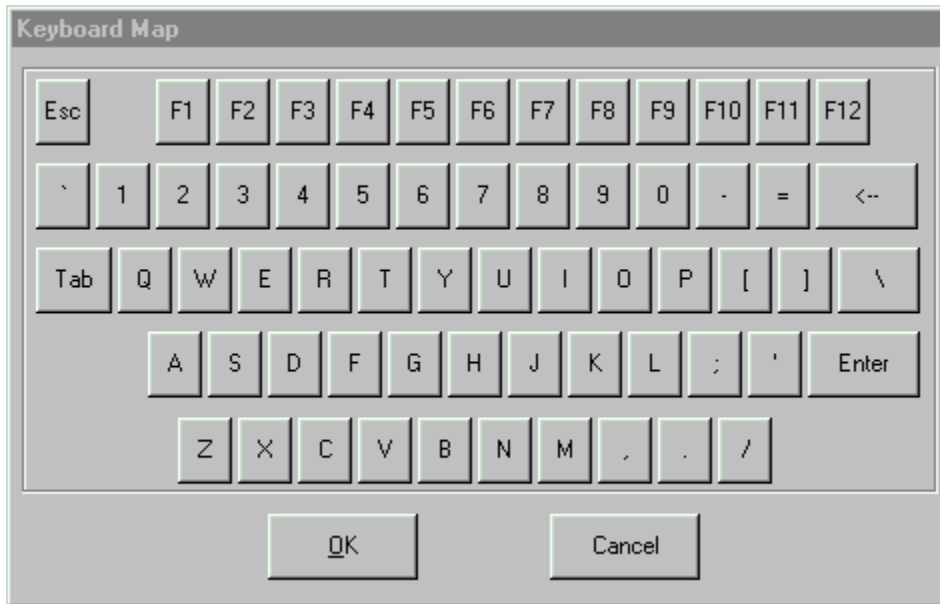 Keyboard Map
Esc F1 F2 F3 F4 F5 F6 F7 F8 F9 F10 F11 F12
` 1 2 3 4 5 6 7 8 9 0 - = <--
Tab Q W E R T Y U I O P [ ] \
A S D F G H J K L ; ' Enter
Z X C V B N M , . /
OK Cancel